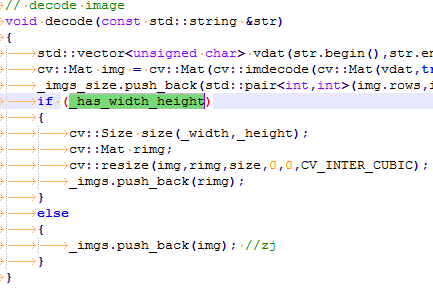 // decode image
void decode(const std::string &str)
{
std::vector<unsigned char> vdat(str.begin(),str.en
cv::Mat img = cv::Mat(cv::imdecode(cv::Mat(vdat,tr
_imgs_size.push_back(std::pair<int,int>(img.rows,i
if (_has_width_height)
{
cv::Size size(_width,_height);
cv::Mat rimg;
cv::resize(img,rimg,size,0,0,CV_INTER_CUBIC);
_imgs.push_back(rimg);
}
else
{
_imgs.push_back(img); //zj
}
}